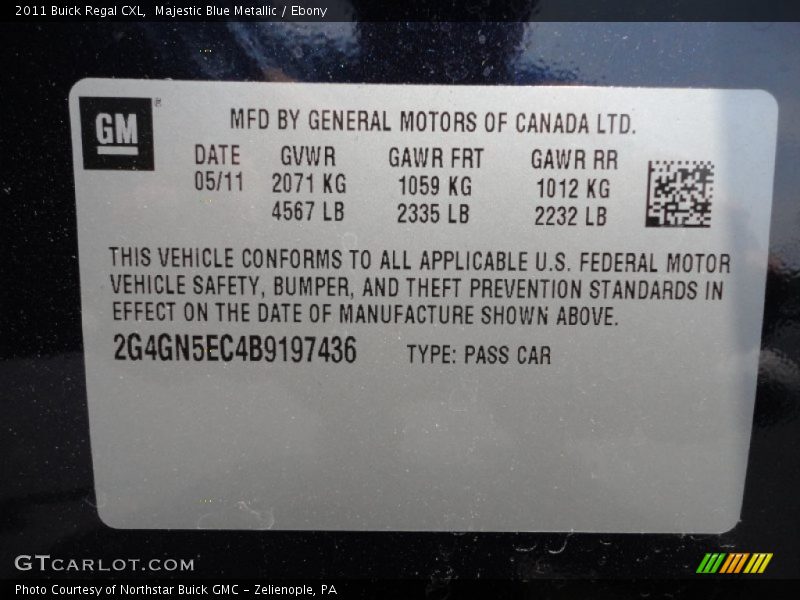 2011 Buick Regal CXL,  Majestic Blue Metallic / Ebony
GM ®
MFD BY GENERAL MOTORS OF CANADA LTD.
DATE GVWR GAWR FRT GAWR RR
05/11 2071 KG 1059 KG 1012 KG
4567 LB 2335 LB 2232 LB
THIS VEHICLE CONFORMS TO ALL APPLICABLE U.S. FEDERAL MOTOR
VEHICLE SAFETY, BUMPER, AND THEFT PREVENTION STANDARDS IN
EFFECT ON THE DATE OF MANUFACTURE SHOWN ABOVE.
2G4GN5EC4B9197436 TYPE: PASS CAR
GTCARLOT.COM
Photo Courtesy of Northstar Buick GMC - Zelienople, PA